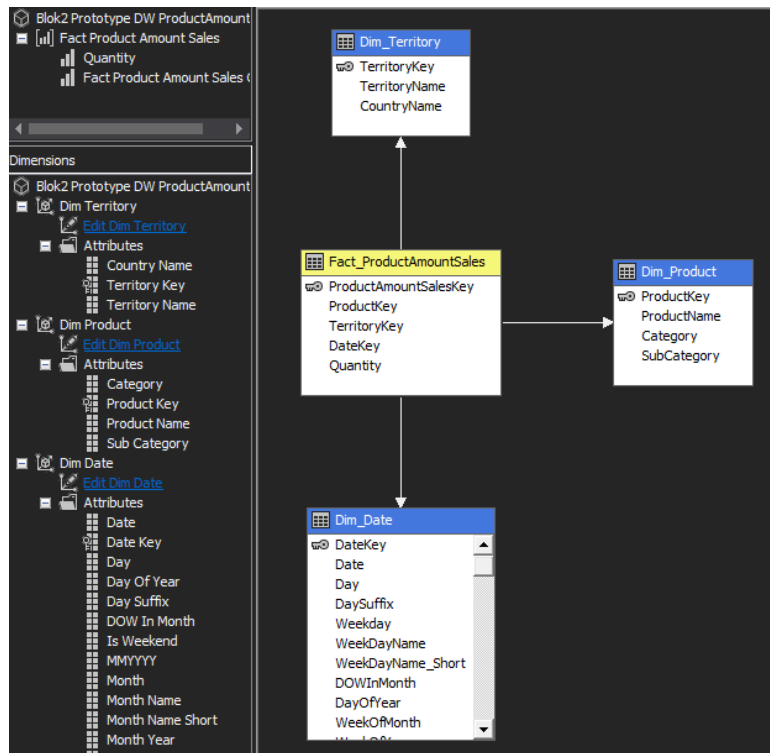 Blok2 Prototype DW ProductAmount
Fact Product Amount Sales
Quantity
Fact Product Amount Sales
Dimensions
Blok2 Prototype DW ProductAmount
Dim Territory
Edit Dim Territory
Attributes
Country Name
Territory Key
Territory Name
Dim Product
Edit Dim Product
Attributes
Category
Product Key
Product Name
Sub Category
Dim Date
Edit Dim Date
Attributes
Date
Date Key
Day
Day Of Year
Day Suffix
DOW In Month
Is Weekend
MMYYYY
Month
Month Name
Month Name Short
Month Year
Dim_Territory
TerritoryKey
TerritoryName
CountryName
Fact_ProductAmountSales
ProductAmountSalesKey
ProductKey
TerritoryKey
DateKey
Quantity
Dim_Product
ProductKey
ProductName
Category
SubCategory
Dim_Date
DateKey
Date
Day
DaySuffix
Weekday
WeekDayName
WeekDayName_Short
DOWInMonth
DayOfYear
WeekOfMonth